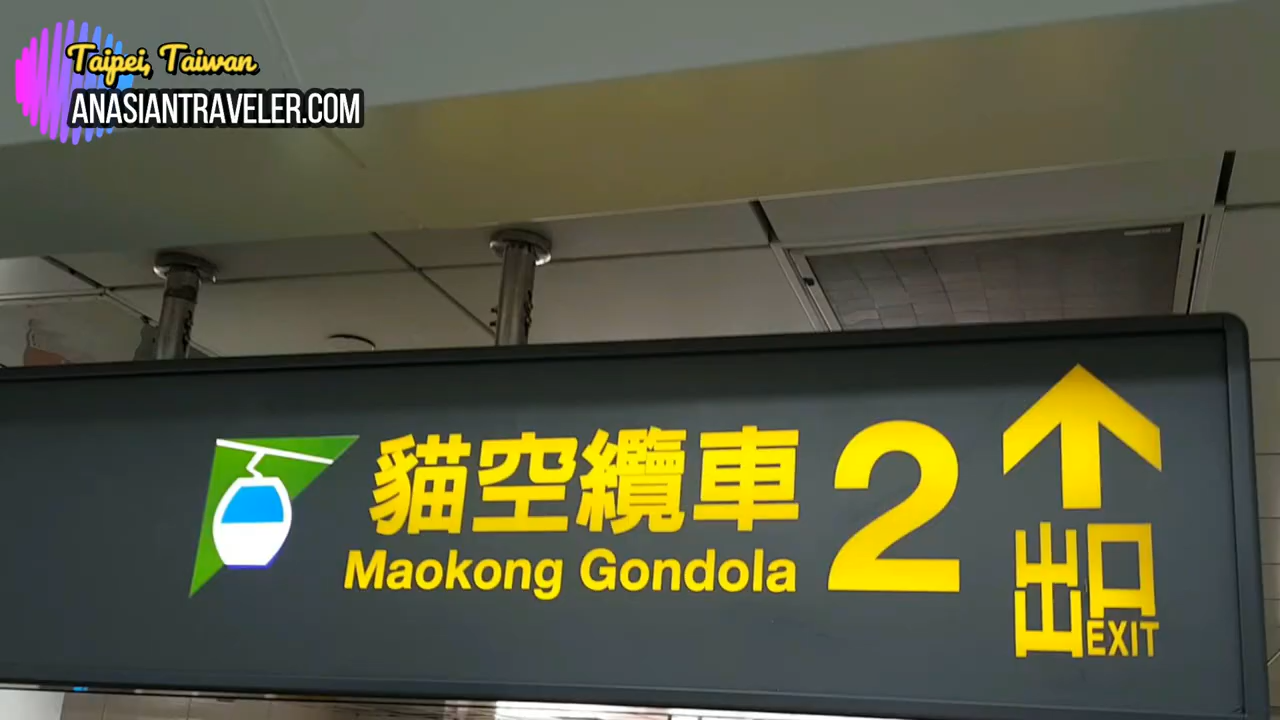 Taipei, Taiwan
ANASIANTRAVELER.COM
貓空纜車 2
Maokong Gondola
出口
EXIT